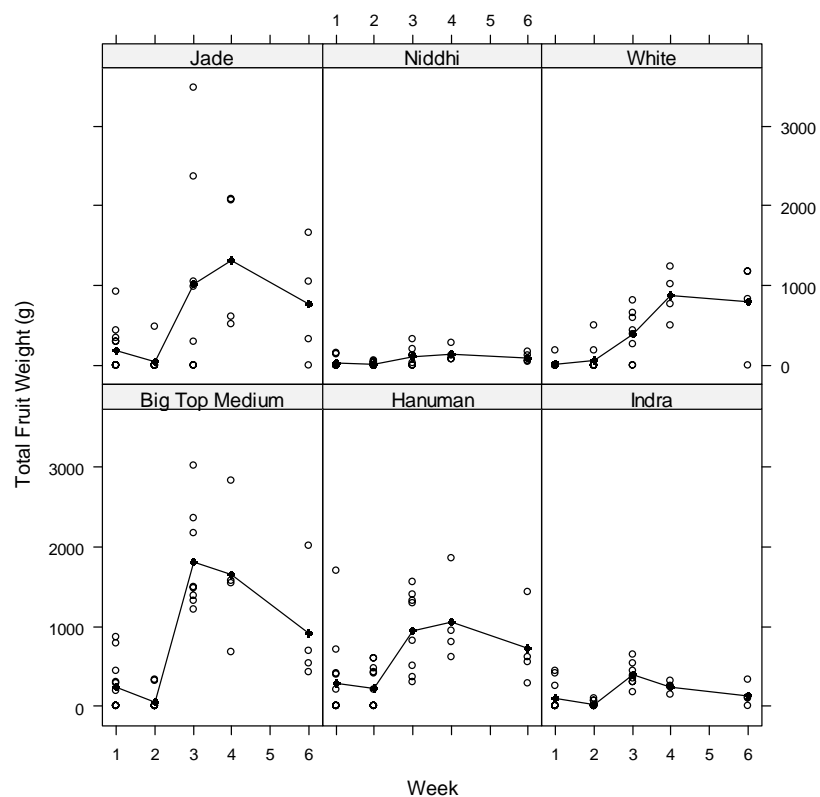 1 2 3 4 5 6
Jade Niddhi White
3000
2000
1000
0
Total Fruit Weight (g)
Big Top Medium Hanuman Indra
3000
2000
1000
0
1 2 3 4 5 6 1 2 3 4 5 6
Week